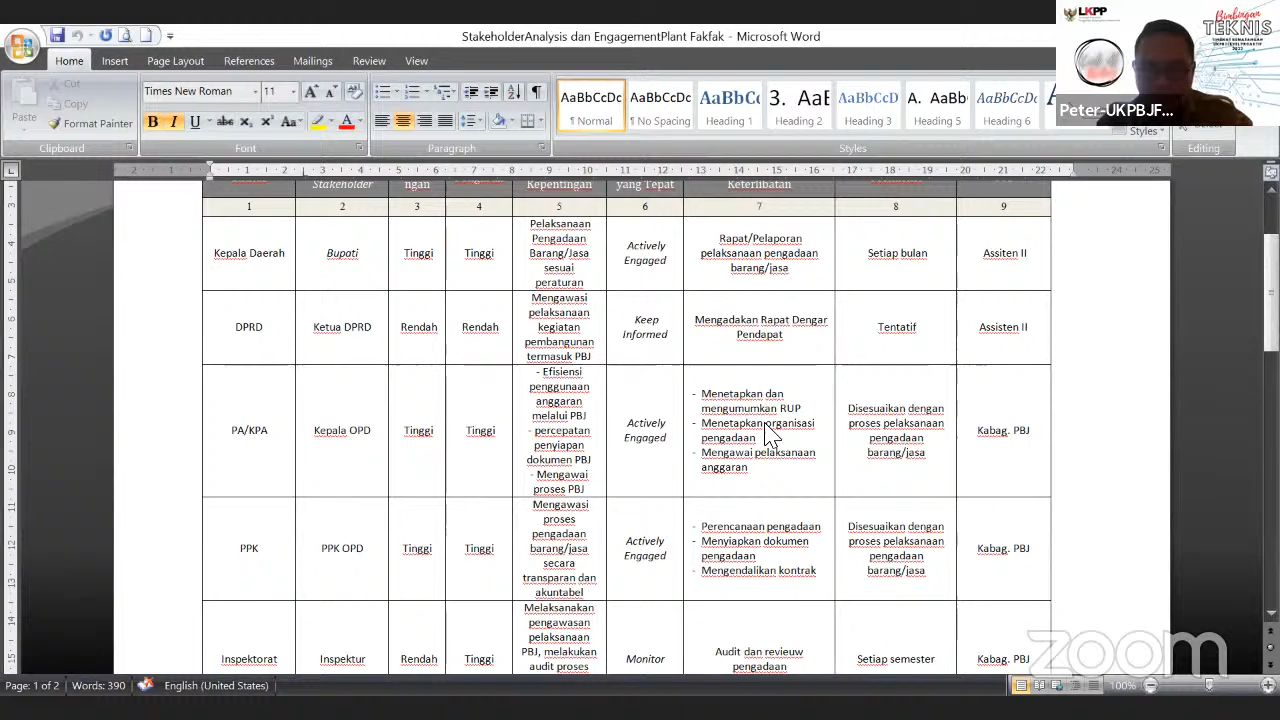 StakeholderAnalysis dan EngagementPlant Fakfak - Microsoft Word
LKPP
Bimbingan
TEKNIS
Peter-UKPBJF...
Home
Insert
Page Layout
References
Mailings
Review
View
Cut
Copy
Paste
Format Painter
Clipboard
Times New Roman
11
Font
Paragraph
AaBbCcDc
¶ Normal
AaBbCcDc
¶ No Spacing
AaBbC
Heading 1
3. AaB
Heading 2
AaBbCcD
Heading 3
A. AaBb
Heading 5
AaBbCcD
Heading 6
Styles
Styles
Editing
Stakeholder
ngan
Kepentingan
yang Tepat
Keterlibatan
1 2 3 4 5 6 7 8 9
Kepala Daerah
Bupati
Tinggi
Tinggi
Pelaksanaan
Pengadaan
Barang/Jasa
sesuai
peraturan
Actively
Engaged
Rapat/Pelaporan
pelaksanaan pengadaan
barang/jasa
Setiap bulan
Assiten II
DPRD
Ketua DPRD
Rendah
Rendah
Mengawasi
pelaksanaan
kegiatan
pembangunan
termasuk PBJ
Keep
Informed
Mengadakan Rapat Dengar
Pendapat
Tentatif
Assisten II
PA/KPA
Kepala OPD
Tinggi
Tinggi
- Efisiensi
penggunaan
anggaran
melalui PBJ
- percepatan
penyiapan
dokumen PBJ
- Mengawai
proses PBJ
Actively
Engaged
- Menetapkan dan
mengumumkan RUP
- Menetapkan organisasi
pengadaan
- Mengawai pelaksanaan
anggaran
Disesuaikan dengan
proses pelaksanaan
pengadaan
barang/jasa
Kabag. PBJ
PPK
PPK OPD
Tinggi
Tinggi
Mengawasi
proses
pengadaan
barang/jasa
secara
transparan dan
akuntabel
Actively
Engaged
- Perencanaan pengadaan
- Menyiapkan dokumen
pengadaan
- Mengendalikan kontrak
Disesuaikan dengan
proses pelaksanaan
pengadaan
barang/jasa
Kabag. PBJ
Inspektorat
Inspektur
Rendah
Tinggi
Melaksanakan
pengawasan
pelaksanaan
PBJ, melakukan
audit proses
Monitor
Audit dan revieuw
pengadaan
Setiap semester
Kabag. PBJ
zoom
Page: 1 of 2
Words: 390
English (United States)
100%